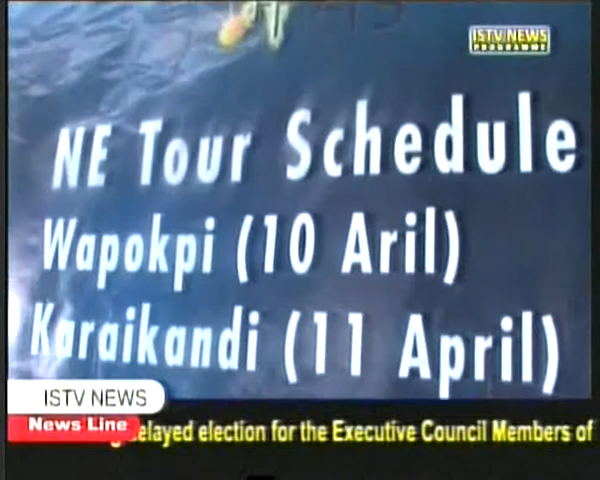 ISTV NEWS
PROGRAMME
NE Tour Schedule
Wapokpi (10 Aril)
Karaikandi (11 April)
ISTV NEWS
News Line
delayed election for the Executive Council Members of